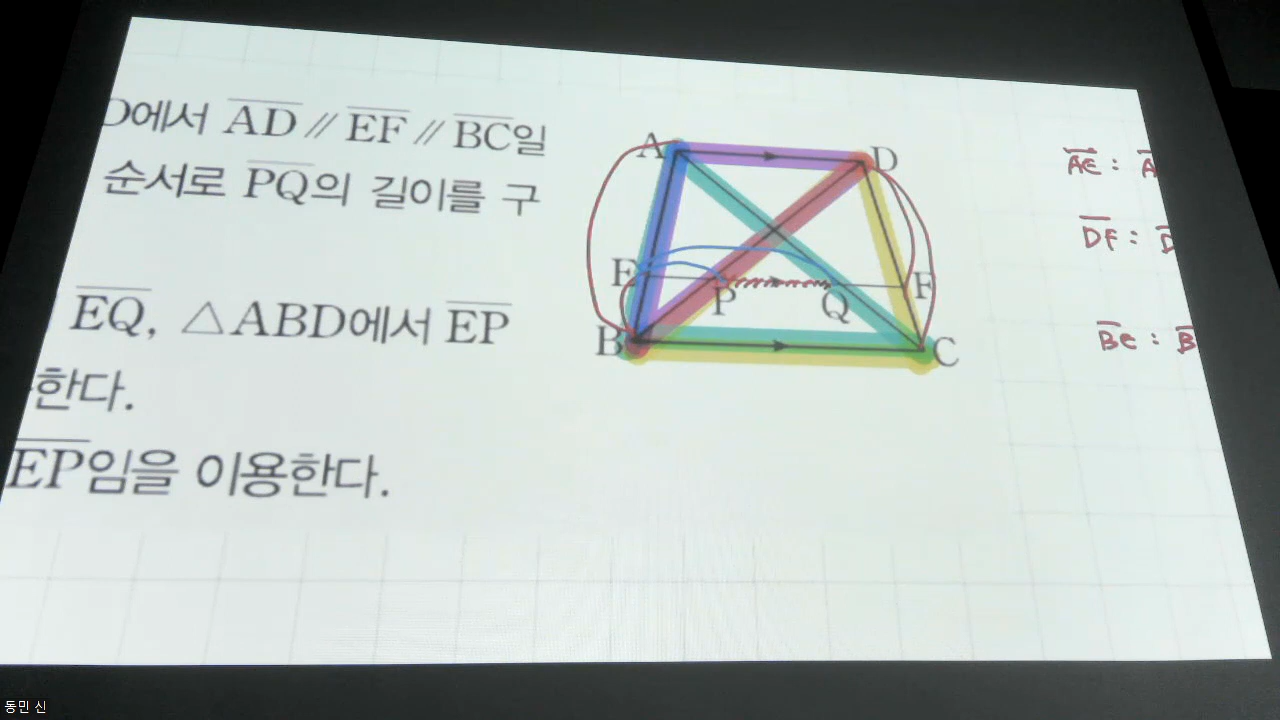 D에서 AD // EF // BC일
순서로 PQ의 길이를 구
EQ, △ABD에서 EP
한다.
EP임을 이용한다.
A
D
E
F
P
Q
B
C
AE :
DF : D
BE : B
동민 신